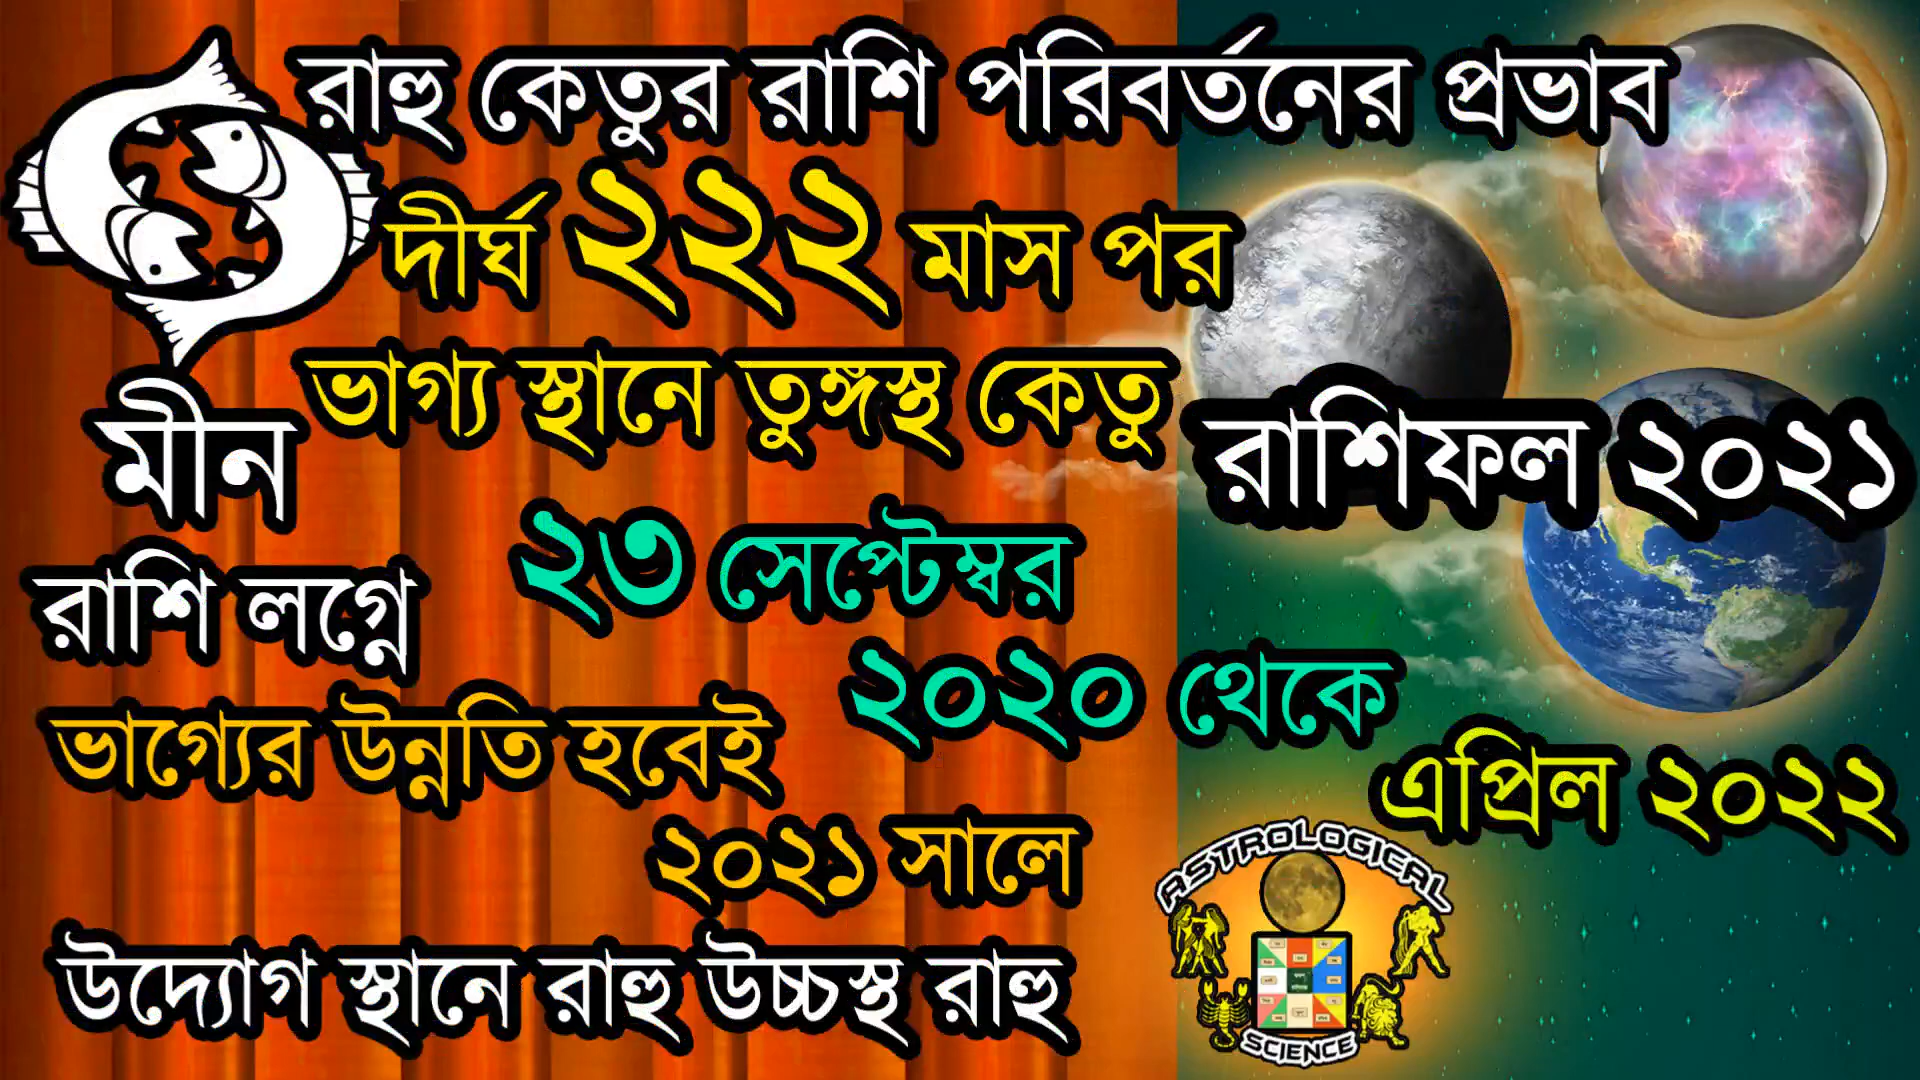 রাহু কেতুর রাশি পরিবর্তনের প্রভাব
দীর্ঘ ২২২ মাস পর
ভাগ্য স্থানে তুঙ্গস্থ কেতু
মীন
রাশিফল ২০২১
২৩ সেপ্টেম্বর
রাশি লগ্নে
২০২০ থেকে
ভাগ্যের উন্নতি হবেই
এপ্রিল ২০২২
২০২১ সালে
উদ্যোগ স্থানে রাহু উচ্চস্থ রাহু
ASTROLOGICAL
SCIENCE